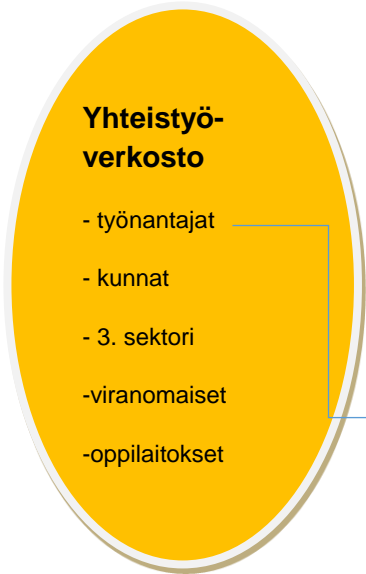 Yhteistyö-
verkosto
- työnantajat
- kunnat
- 3. sektori
-viranomaiset
-oppilaitokset